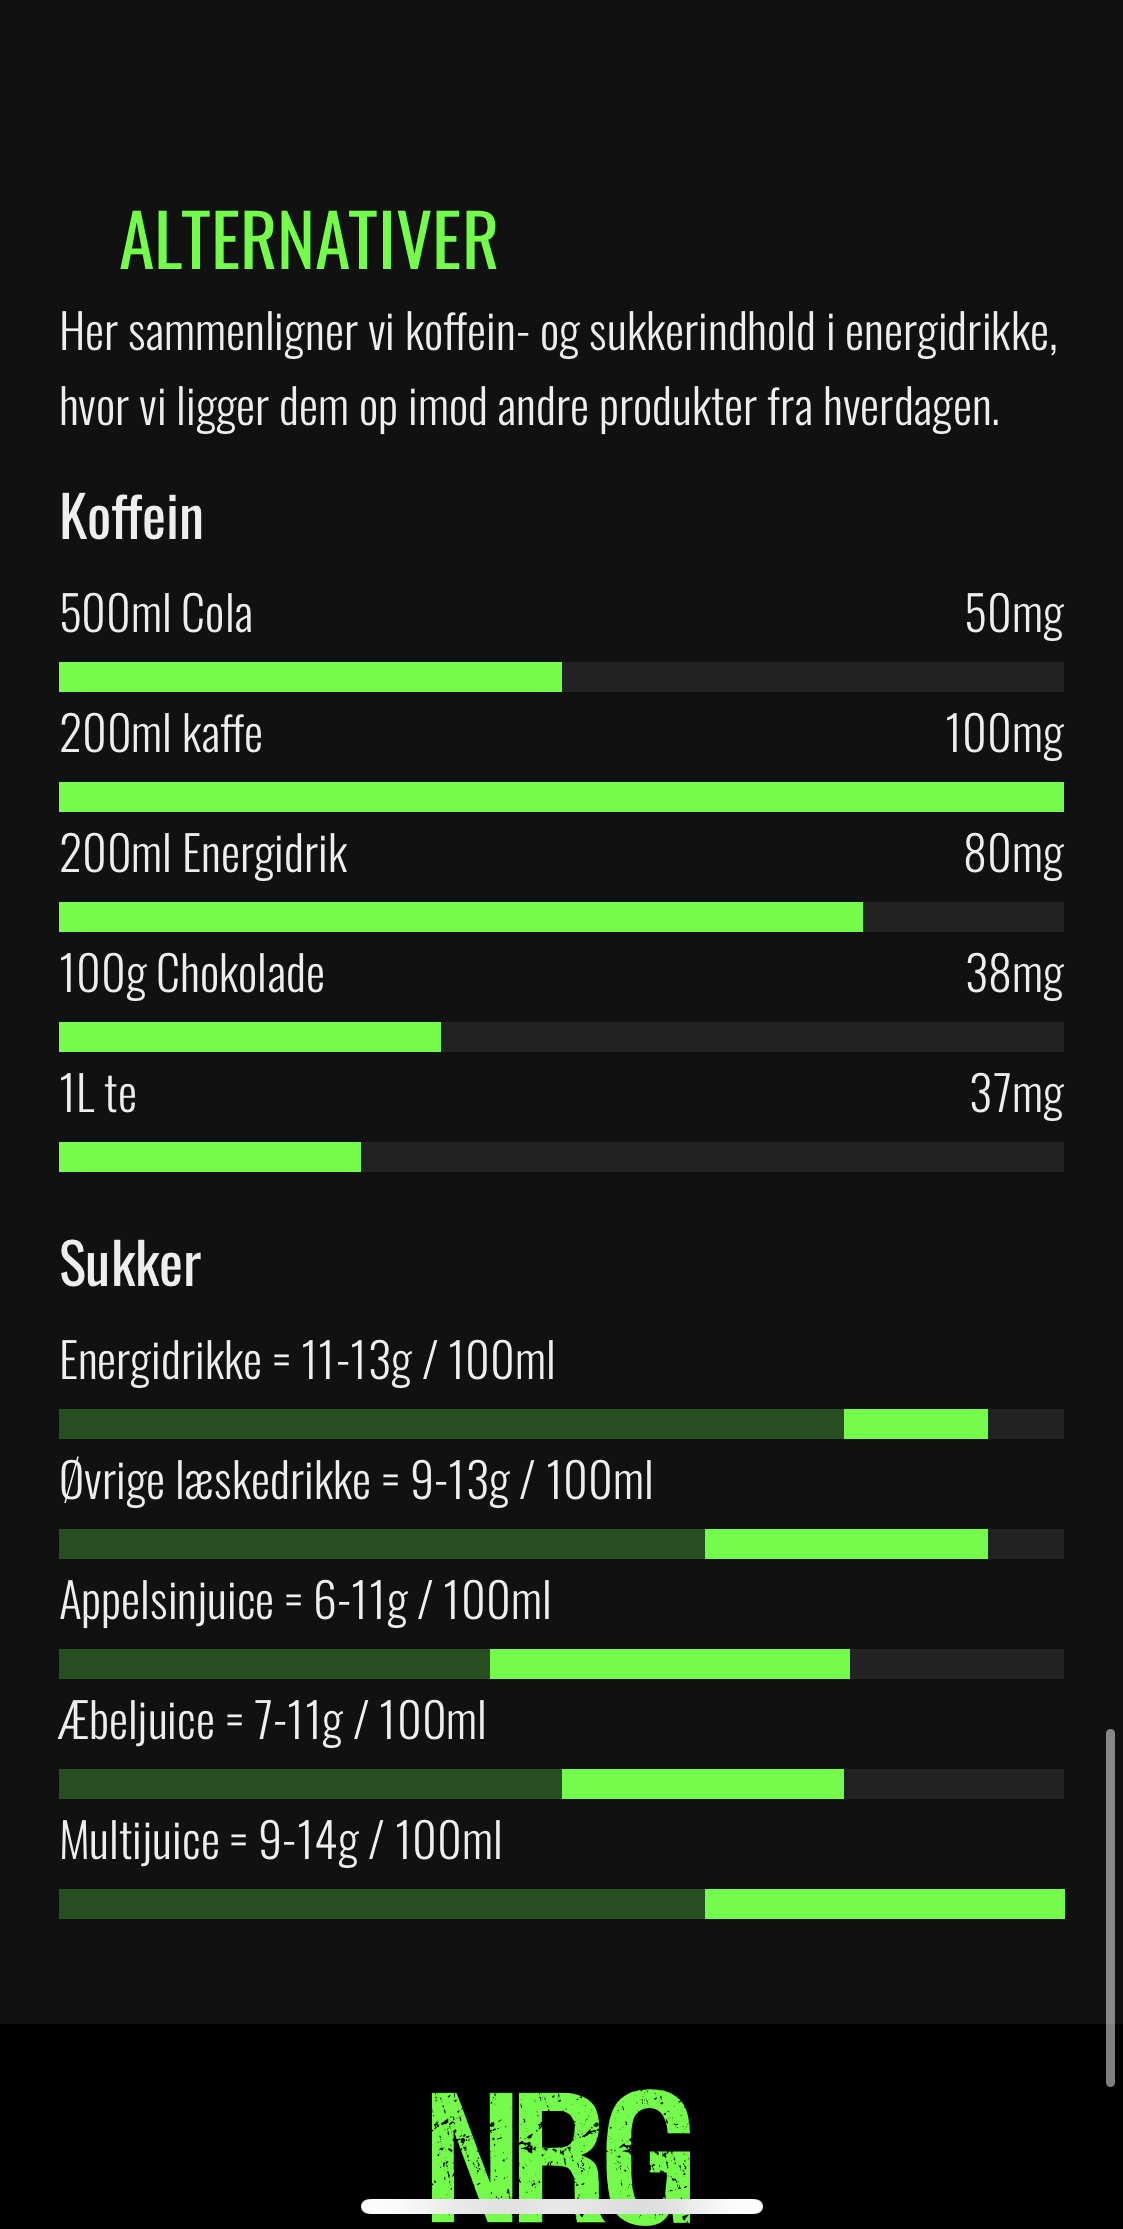 ALTERNATIVER
Her sammenligner vi koffein- og sukkerindhold i energidrikke,
hvor vi ligger dem op imod andre produkter fra hverdagen.
Koffein
500ml Cola 50mg
200ml kaffe 100mg
200ml Energidrik 80mg
100g Chokolade 38mg
1L te 37mg
Sukker
Energidrikke = 11-13g / 100ml
Øvrige læskedrikke = 9-13g / 100ml
Appelsinjuice = 6-11g / 100ml
Æbeljuice = 7-11g / 100ml
Multijuice = 9-14g / 100ml
NRG